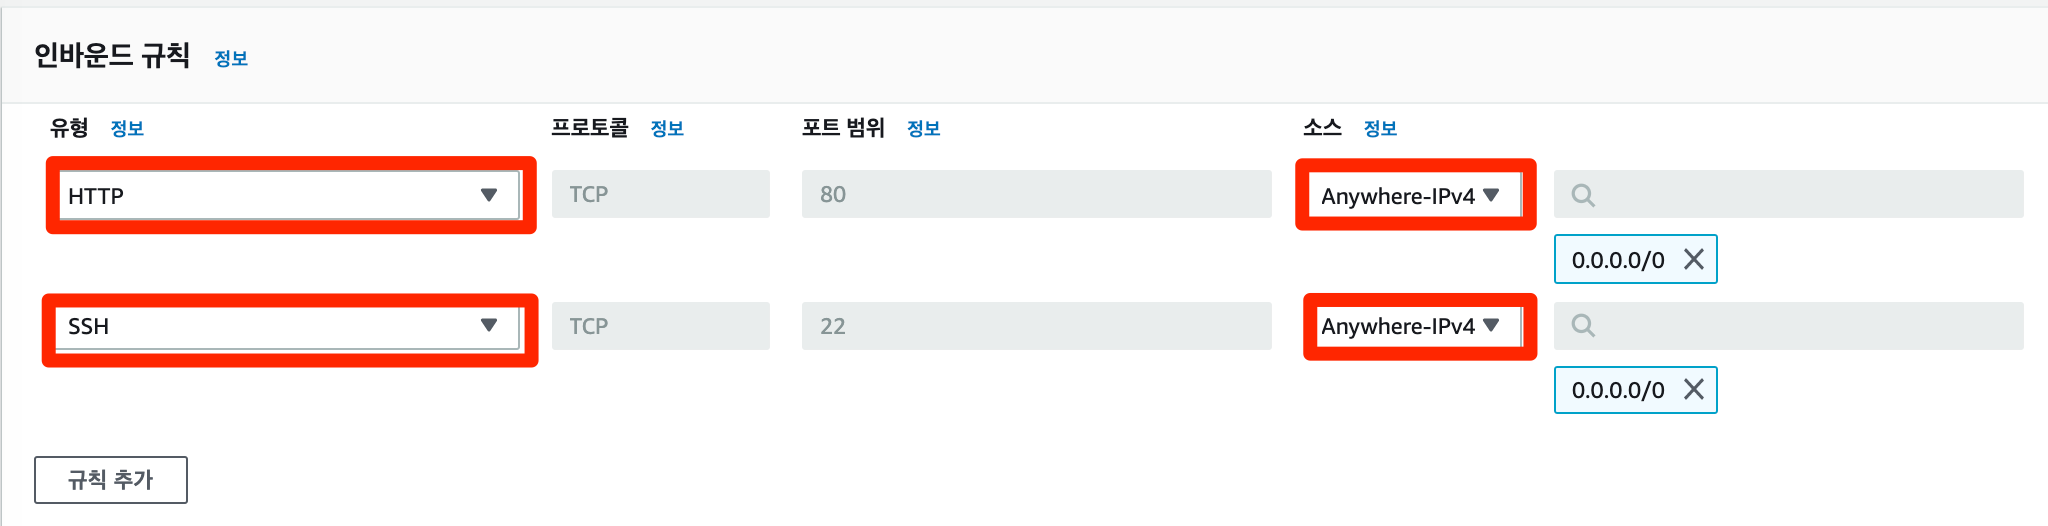 인바운드 규칙 정보
유형 정보 프로토콜 정보 포트 범위 정보 소스 정보
HTTP TCP 80 Anywhere-IPv4
0.0.0.0/0
SSH TCP 22 Anywhere-IPv4
0.0.0.0/0
규칙 추가